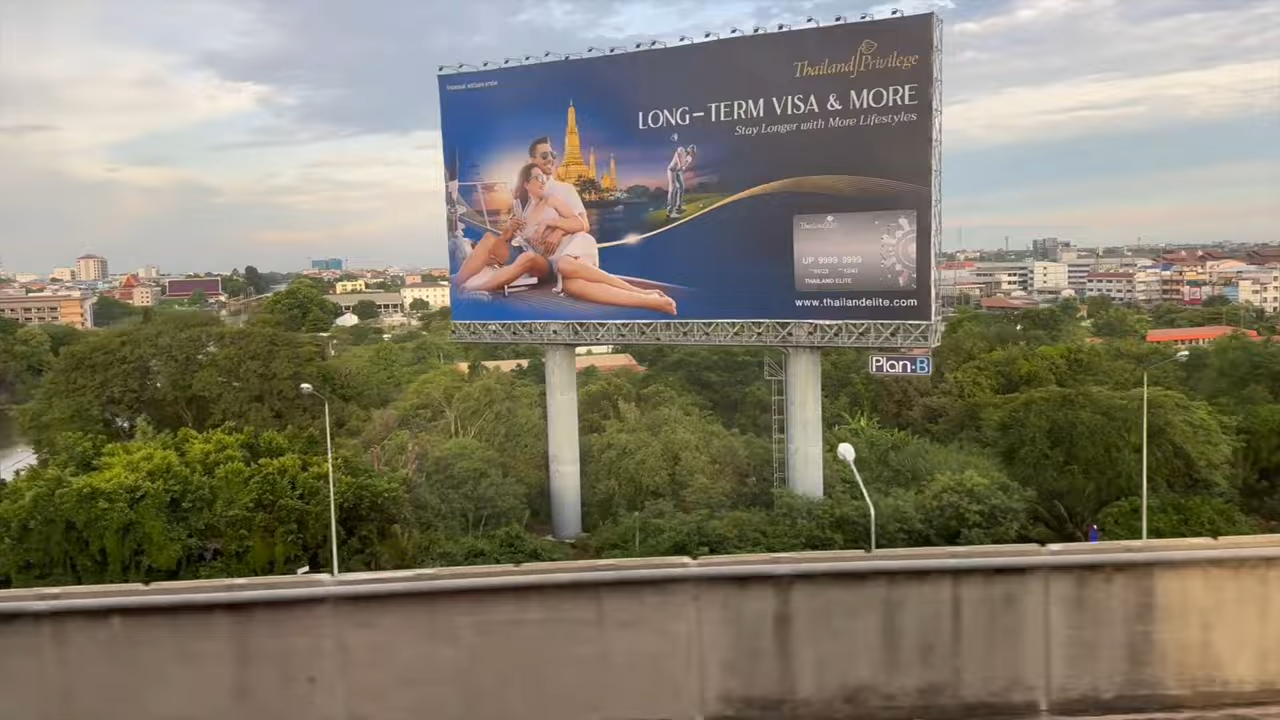 Thailand Privilege
LONG-TERM VISA & MORE
Stay Longer with More Lifestyles
UP 9999 9999
THAILAND ELITE
www.thailandelite.com
Plan·B